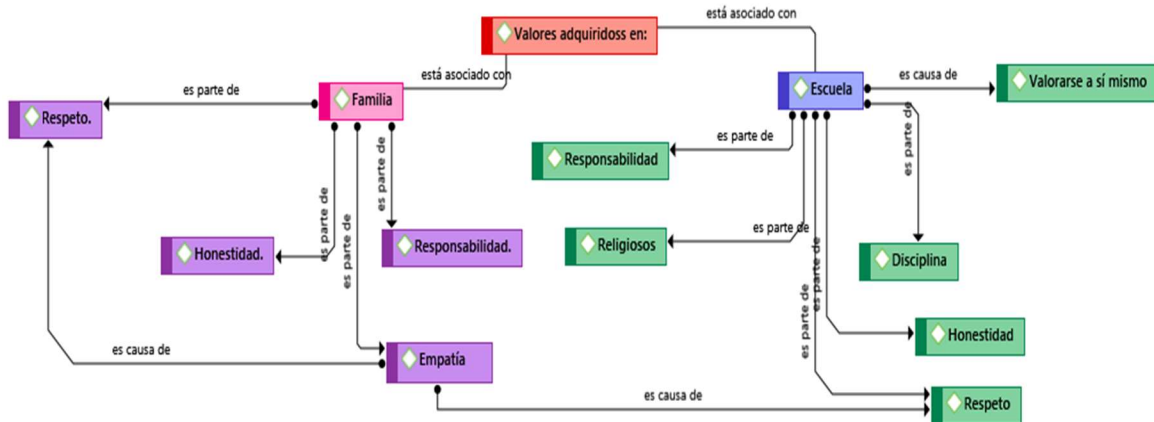 está asociado con
Valores adquiridoss en:
está asociado con
es causa de
Valorarse a sí mismo
Escuela
es parte de
Familia
Respeto.
es parte de
Responsabilidad
es parte de
es parte de
es parte de
es parte de
Honestidad.
Responsabilidad.
Religiosos
es parte de
es parte de
es parte de
Disciplina
Honestidad
es causa de
Empatía
es causa de
Respeto